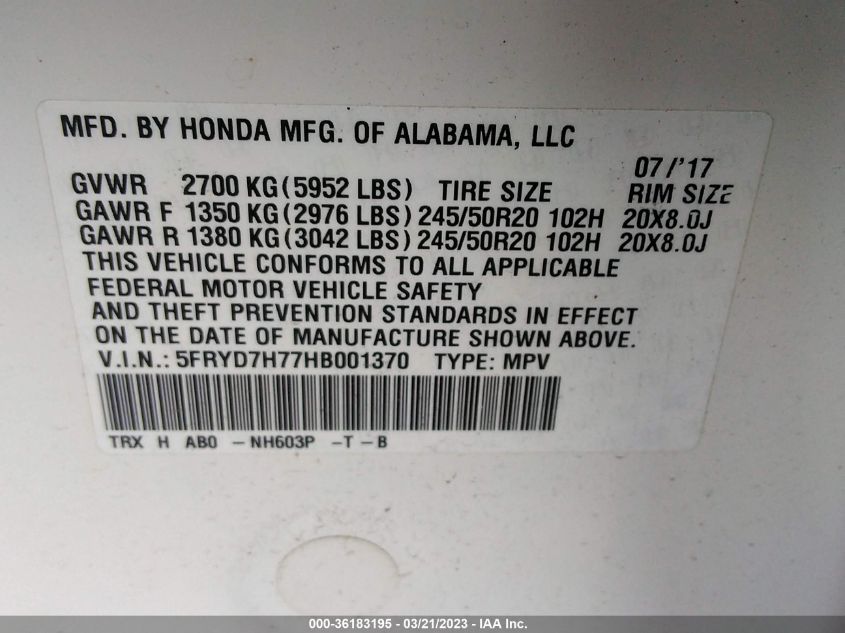 MFD. BY HONDA MFG. OF ALABAMA, LLC
07/'17
GVWR 2700 KG (5952 LBS) TIRE SIZE RIM SIZE
GAWR F 1350 KG (2976 LBS) 245/50R20 102H 20X8.0J
GAWR R 1380 KG (3042 LBS) 245/50R20 102H 20X8.0J
THIS VEHICLE CONFORMS TO ALL APPLICABLE
FEDERAL MOTOR VEHICLE SAFETY
AND THEFT PREVENTION STANDARDS IN EFFECT
ON THE DATE OF MANUFACTURE SHOWN ABOVE.
V.I.N.: 5FRYD7H77HB001370 TYPE: MPV
TRX H AB0 -NH603P -T-B
000-36183195 - 03/21/2023 - IAA Inc.